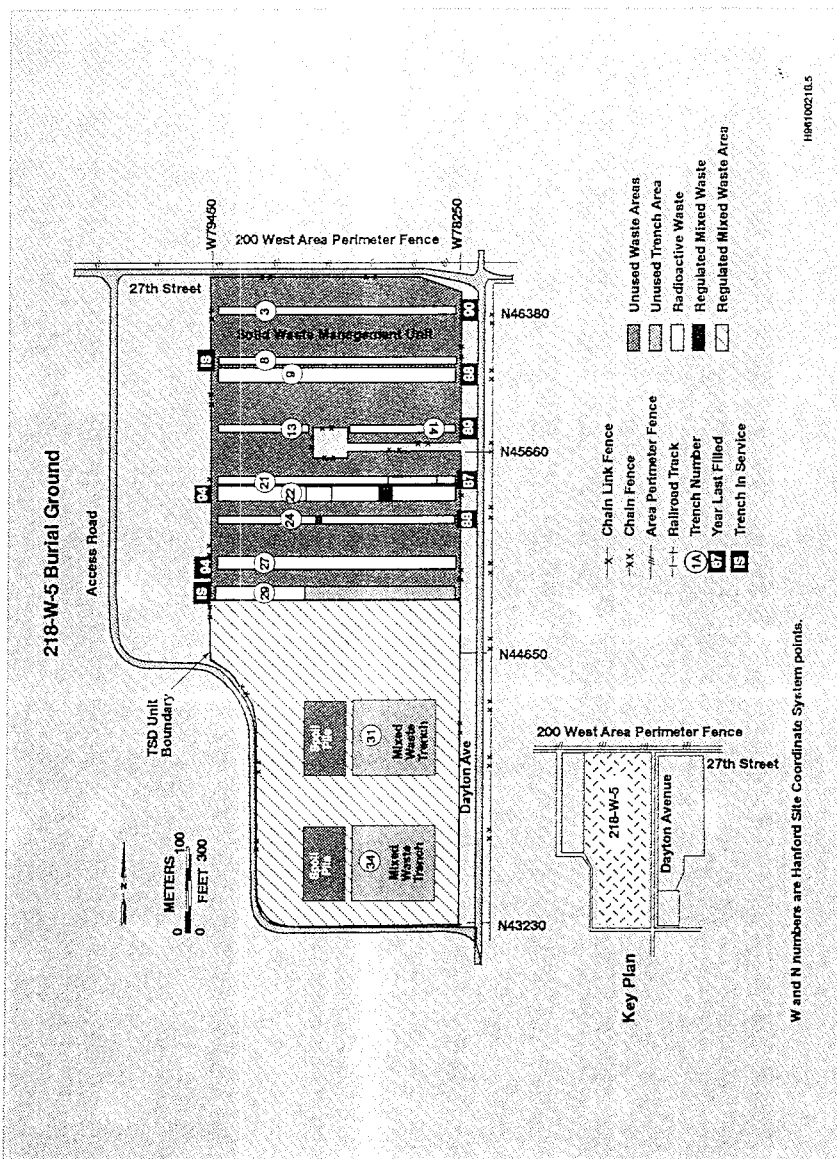 218-W-5 Burial Ground
Access Road
27th Street
W79450
200 West Area Perimeter Fence
W78250
TSD Unit
Boundary
METERS
0 100
0 300
FEET
N
Solid Waste Management Unit
IS
IS
94
94
3
8
9
13
14
21
22
24
27
29
90
88
89
87
88
31
Mixed
Waste
Trench
34
Mixed
Waste
Trench
Spoil
Pile
Spoil
Pile
Dayton Ave
N46380
N45660
N44650
N43230
Key Plan
200 West Area Perimeter Fence
218-W-5
Dayton Avenue
27th Street
Chain Link Fence
Chain Fence
Area Perimeter Fence
Railroad Track
1A Trench Number
67 Year Last Filled
IS Trench In Service
Unused Waste Areas
Unused Trench Area
Radioactive Waste
Regulated Mixed Waste
Regulated Mixed Waste Area
W and N numbers are Hanford Site Coordinate System points.
H96100210.5